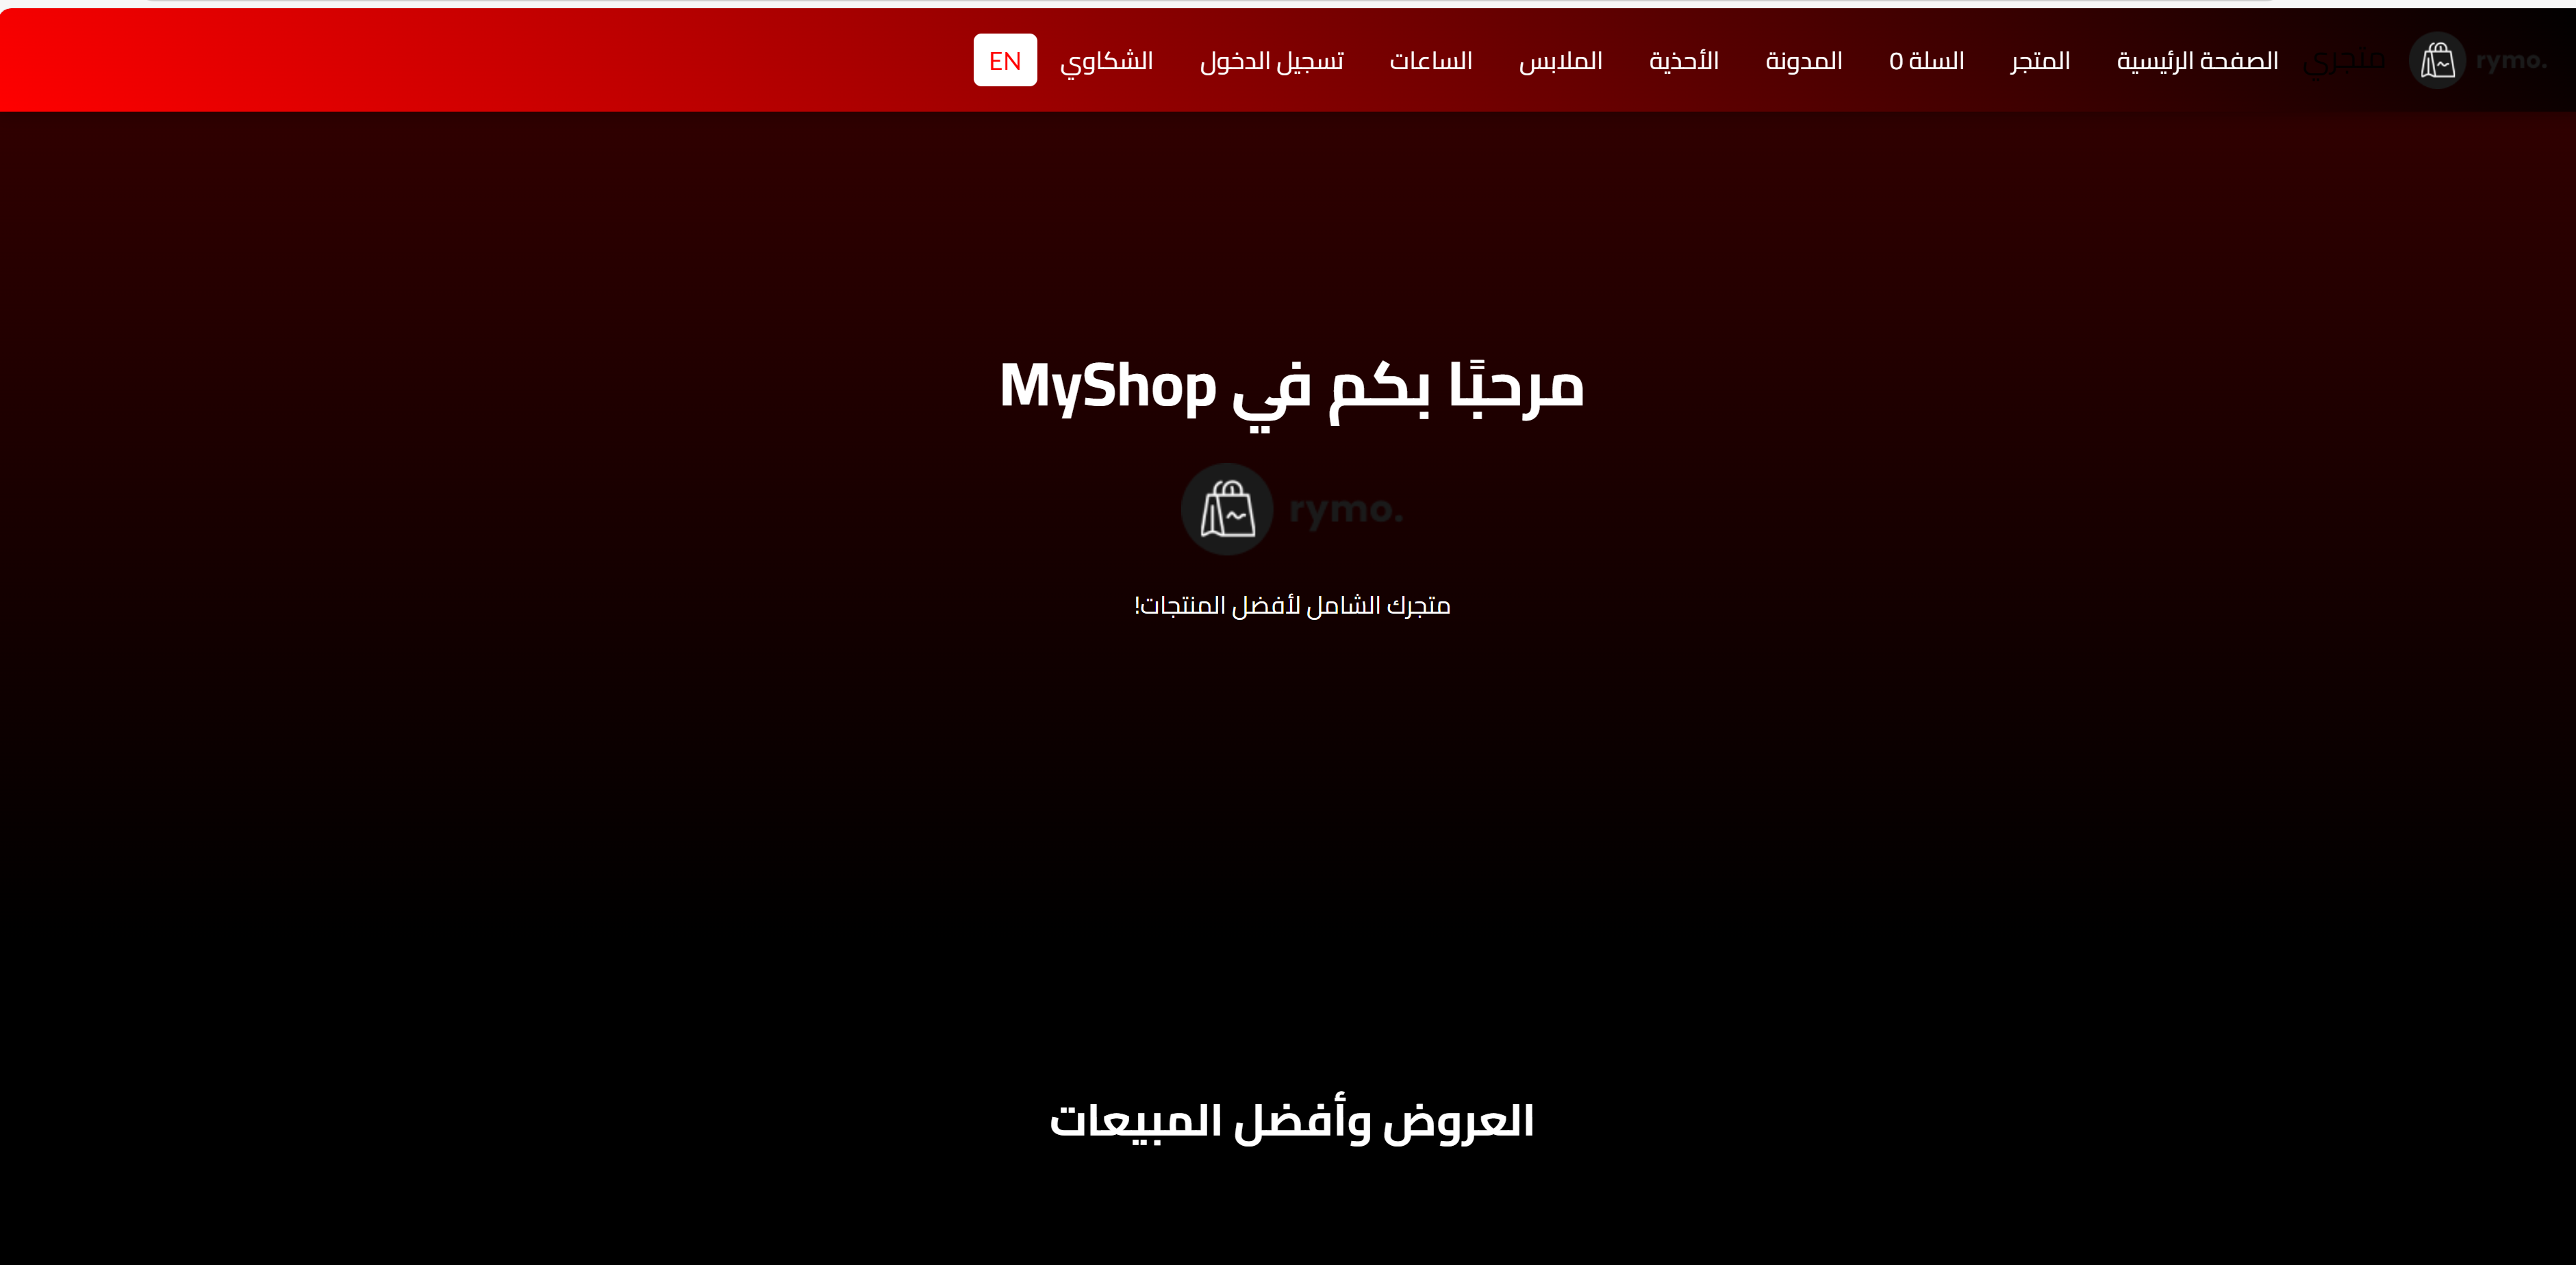 rymo. متجري الصفحة الرئيسية المتجر السلة 0 المدونة الأحذية الملابس الساعات تسجيل الدخول الشكاوي EN
مرحبًا بكم في MyShop
rymo.
متجرك الشامل لأفضل المنتجات!
العروض وأفضل المبيعات